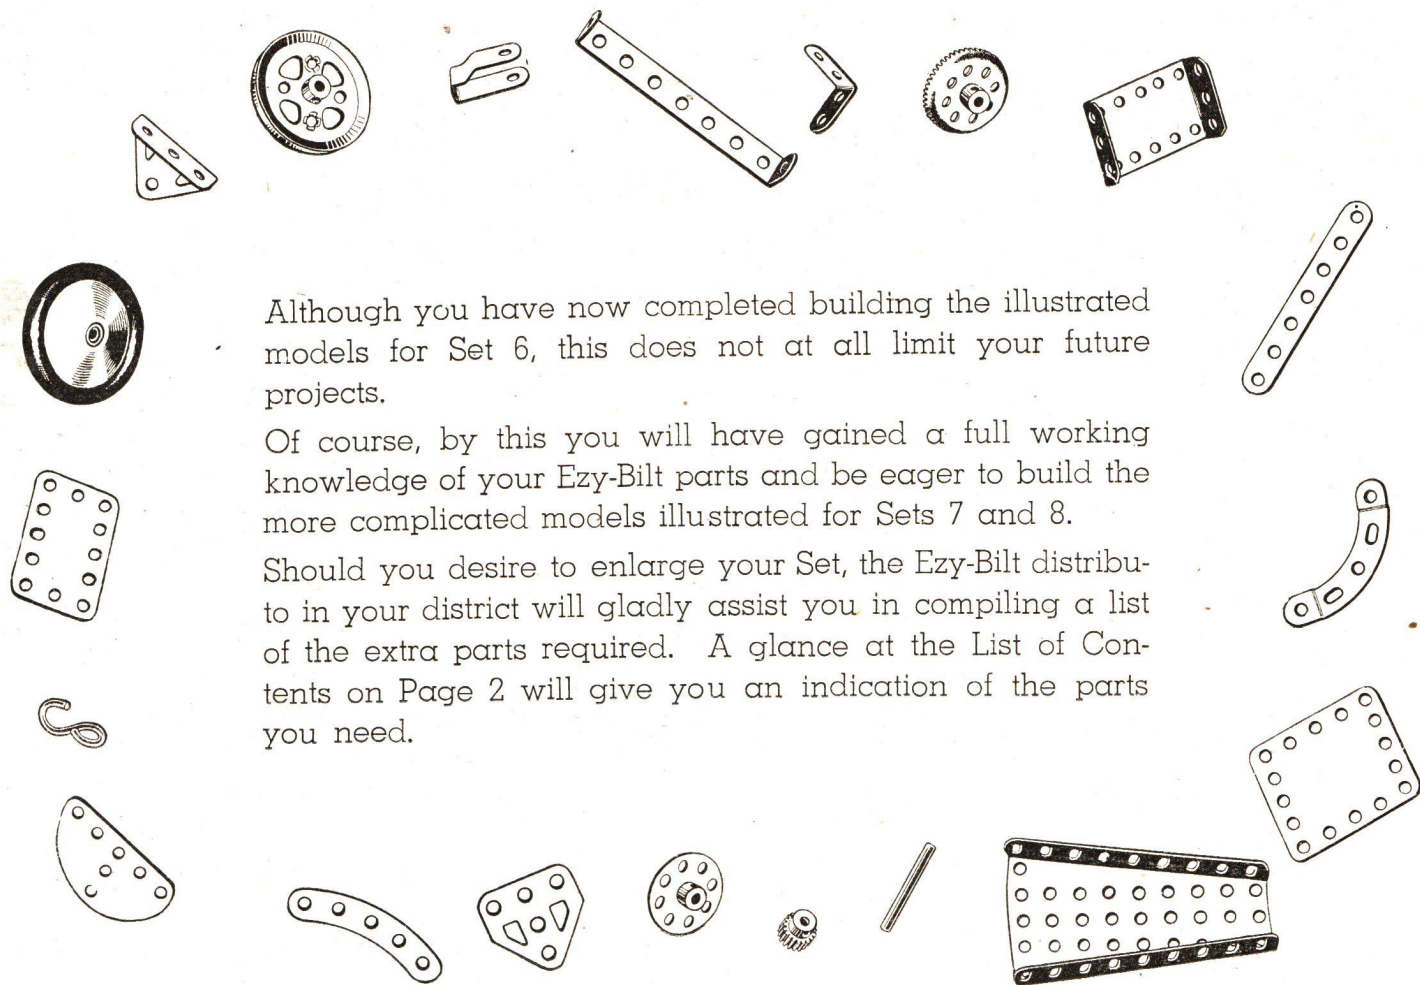 Although you have now completed building the illustrated
models for Set 6, this does not at all limit your future
projects.
Of course, by this you will have gained a full working
knowledge of your Ezy-Bilt parts and be eager to build the
more complicated models illustrated for Sets 7 and 8.
Should you desire to enlarge your Set, the Ezy-Bilt distribu-
to in your district will gladly assist you in compiling a list
of the extra parts required. A glance at the List of Con-
tents on Page 2 will give you an indication of the parts
you need.